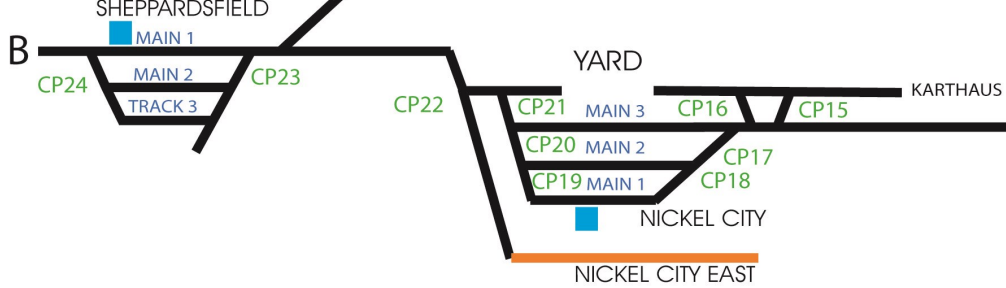 SHEPPARDSFIELD
B
MAIN 1
CP24
MAIN 2
CP23
TRACK 3
YARD
KARTHAUS
CP22
CP21
MAIN 3
CP16
CP15
CP20
MAIN 2
CP17
CP19
MAIN 1
CP18
NICKEL CITY
NICKEL CITY EAST